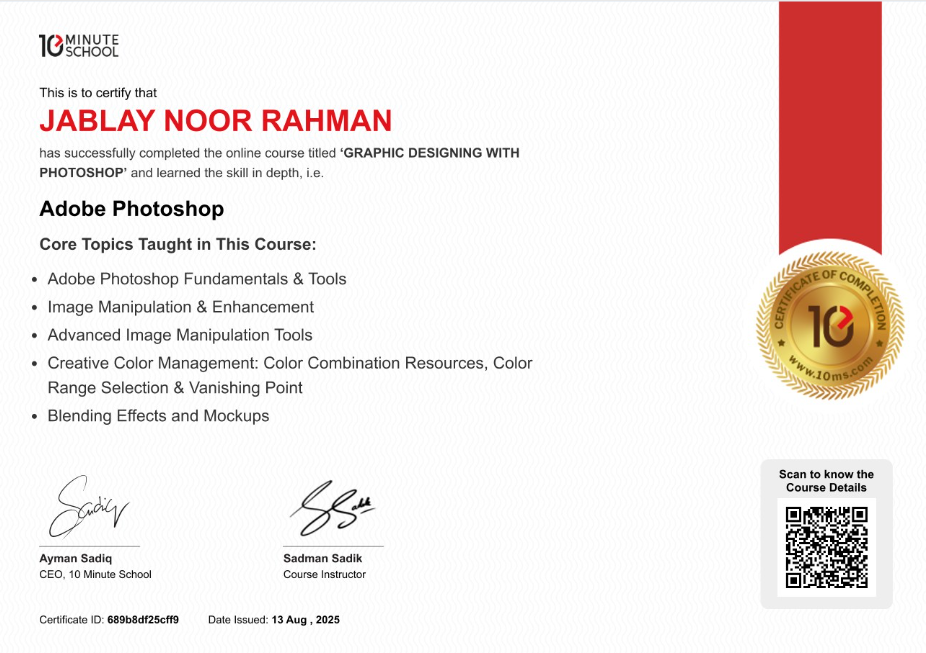 10 MINUTE SCHOOL
This is to certify that
JABLAY NOOR RAHMAN
has successfully completed the online course titled ‘GRAPHIC DESIGNING WITH
PHOTOSHOP’ and learned the skill in depth, i.e.
Adobe Photoshop
Core Topics Taught in This Course:
• Adobe Photoshop Fundamentals & Tools
• Image Manipulation & Enhancement
• Advanced Image Manipulation Tools
• Creative Color Management: Color Combination Resources, Color
Range Selection & Vanishing Point
• Blending Effects and Mockups
CERTIFICATE OF COMPLETION
10
www.10ms.com
Scan to know the
Course Details
Sadiq
Ayman Sadiq
CEO, 10 Minute School
Sadman Sadik
Course Instructor
Certificate ID: 689b8df25cff9
Date Issued: 13 Aug , 2025